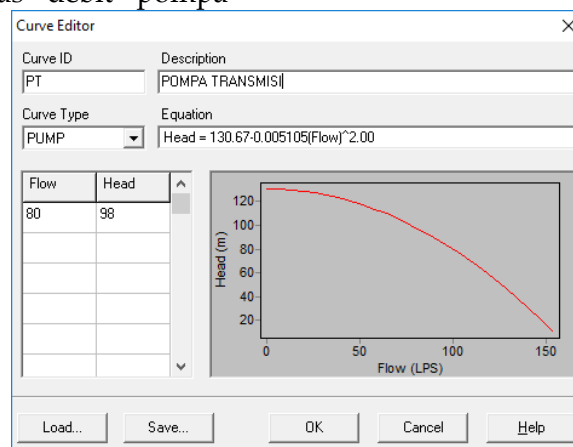 debit pompa
Curve Editor
Curve ID
Description
PT
POMPA TRANSMISI
Curve Type
Equation
PUMP
Head = 130.67-0.005105(Flow)^2.00
Flow Head
80 98
Head (m)
120
100
80
60
40
20
0 50 100 150
Flow (LPS)
Load... Save... OK Cancel Help